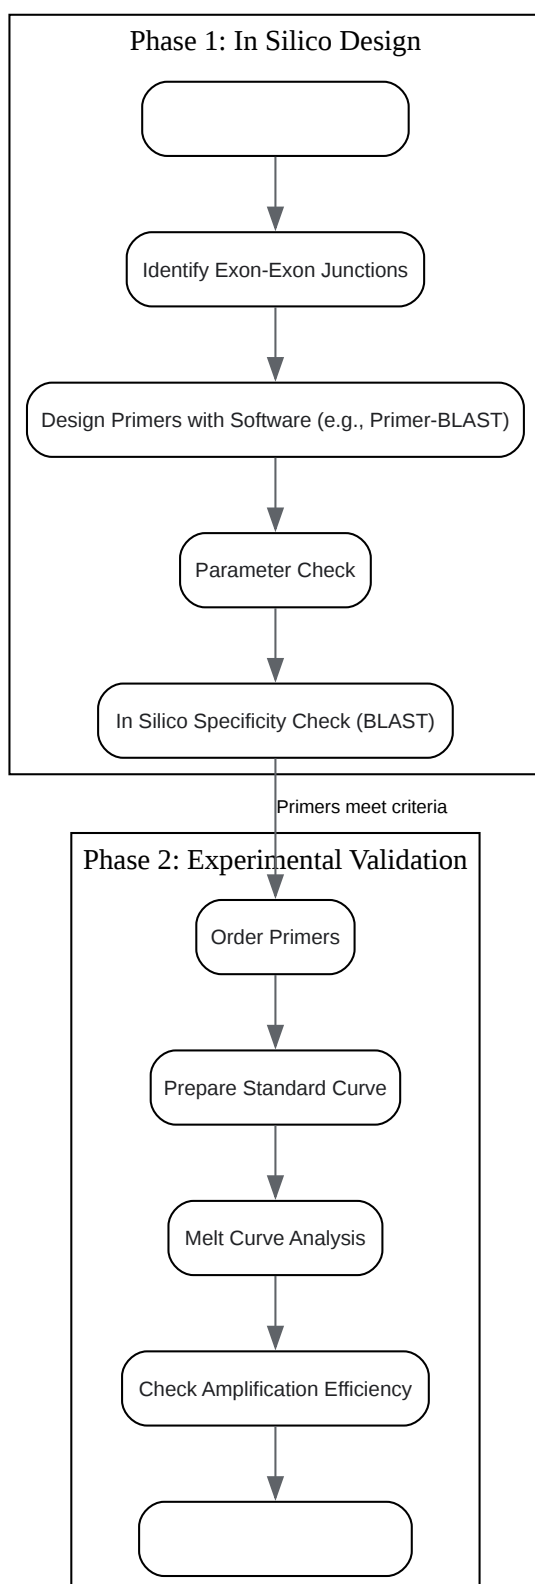 Phase 1: In Silico Design
Identify Exon-Exon Junctions
Design Primers with Software (e.g., Primer-BLAST)
Parameter Check
In Silico Specificity Check (BLAST)
Primers meet criteria
Phase 2: Experimental Validation
Order Primers
Prepare Standard Curve
Melt Curve Analysis
Check Amplification Efficiency